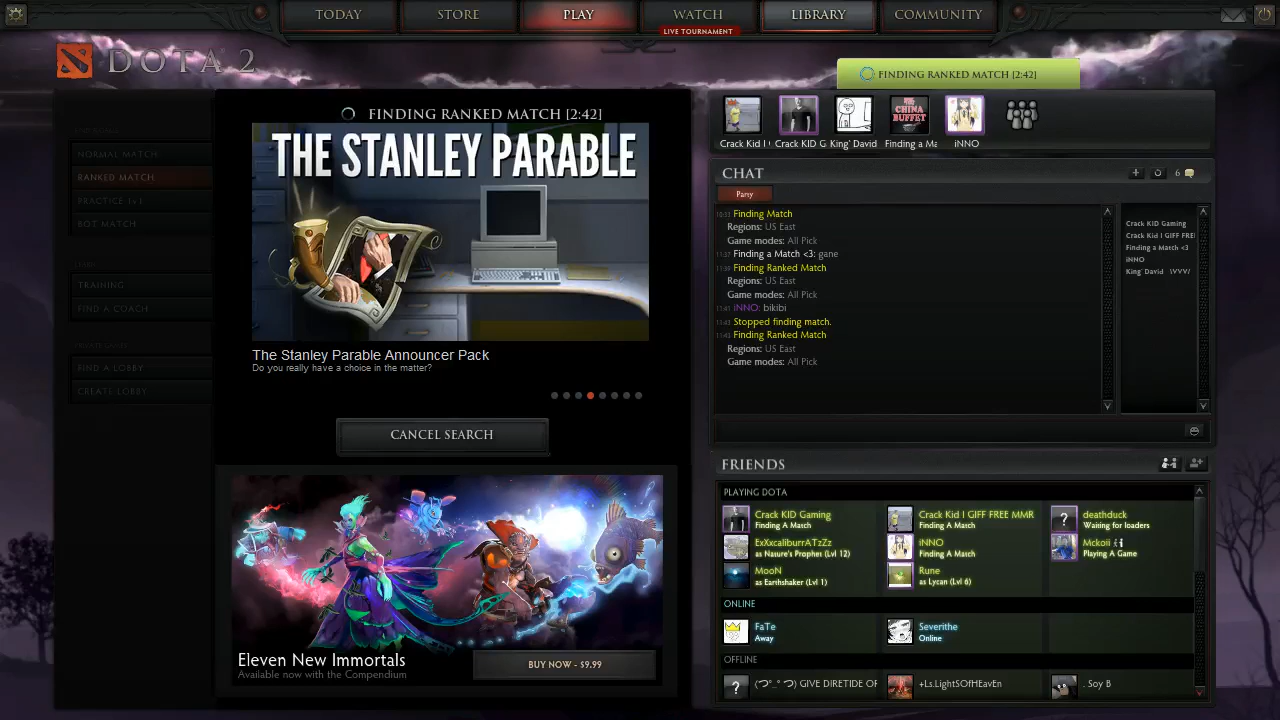 TODAY
STORE
PLAY
WATCH
LIBRARY
COMMUNITY
LIVE TOURNAMENT
DOTA 2
FINDING RANKED MATCH [2:42]
NORMAL MATCH
RANKED MATCH
BOT MATCH
TRAINING
FIND A COACH
FIND A LOBBY
CREATE LOBBY
FINDING RANKED MATCH [2:42]
THE STANLEY PARABLE
The Stanley Parable Announcer Pack
Do you really have a choice in the matter?
CANCEL SEARCH
Eleven New Immortals
Available now with the Compendium
BUY NOW - $9.99
THE CHINA BUFFET
Crack Kid I
Crack KID G
King' David
Finding a Ma
iNNO
CHAT
6
Party
Finding Match
Regions: US East
Game modes: All Pick
Finding a Match <3: gane
Finding Ranked Match
Regions: US East
Game modes: All Pick
iNNO: bikibi
Stopped finding match.
Finding Ranked Match
Regions: US East
Game modes: All Pick
Crack KID Gaming
Crack Kid I GIFF FREE
Finding a Match <3
iNNO
King' David
FRIENDS
PLAYING DOTA
Crack KID Gaming
Finding A Match
Crack Kid I GIFF FREE MMR
Finding A Match
deathduck
Waiting for loaders
ExXxcaliburrATzZz
as Nature's Prophet (Lvl 12)
iNNO
Finding A Match
Mckoii
Playing A Game
MooN
as Earthshaker (Lvl 1)
Rune
as Lycan (Lvl 6)
ONLINE
FaTe
Away
Severithe
Online
OFFLINE
GIVE DIRETIDE OF
+Ls.LightSOfHEavEn
. Soy B